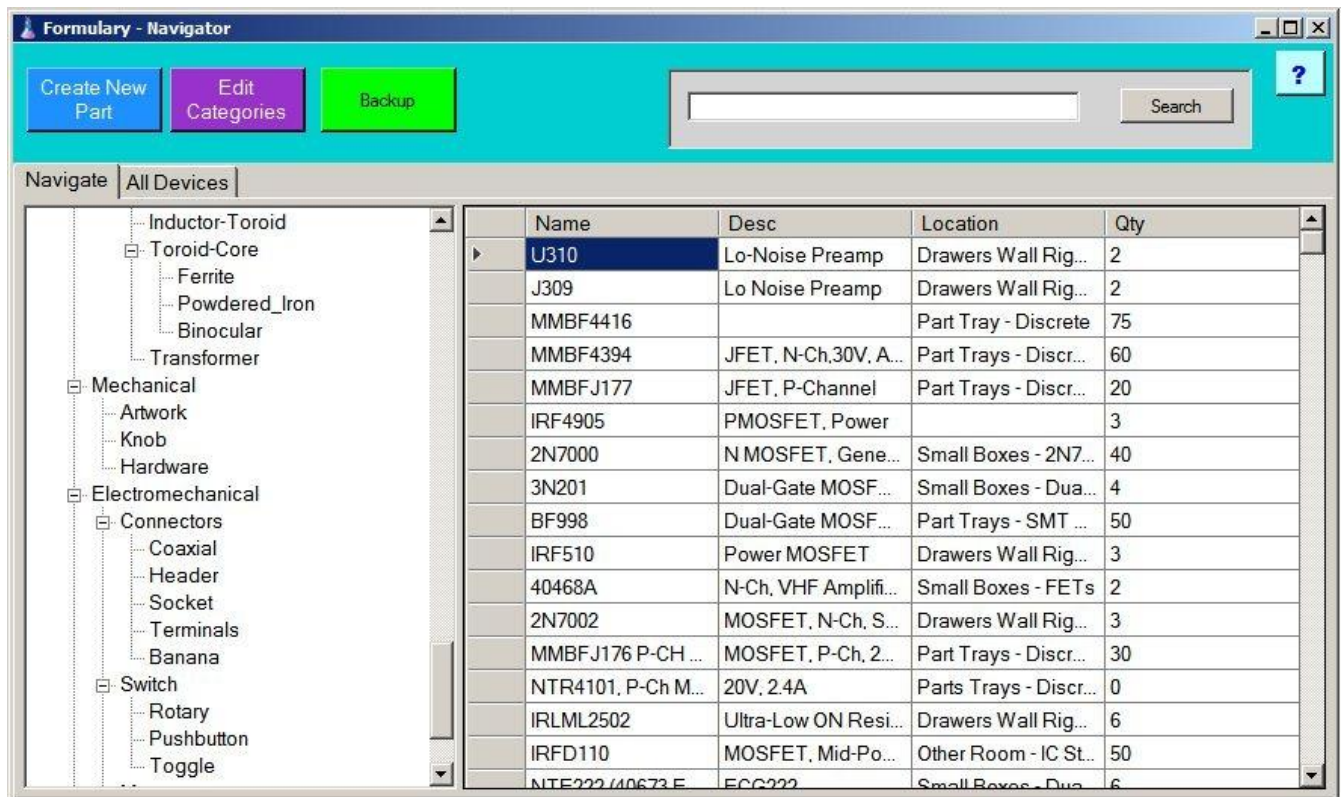 Formulary - Navigator
Create New
Part
Edit
Categories
Backup
Search
?
Navigate
All Devices
Inductor-Toroid
Toroid-Core
Ferrite
Powdered_Iron
Binocular
Transformer
Mechanical
Artwork
Knob
Hardware
Electromechanical
Connectors
Coaxial
Header
Socket
Terminals
Banana
Switch
Rotary
Pushbutton
Toggle
Name Desc Location Qty
U310 Lo-Noise Preamp Drawers Wall Rig... 2
J309 Lo Noise Preamp Drawers Wall Rig... 2
MMBF4416 Part Tray - Discrete 75
MMBF4394 JFET, N-Ch,30V, A... Part Trays - Discr... 60
MMBFJ177 JFET, P-Channel Part Trays - Discr... 20
IRF4905 PMOSFET, Power 3
2N7000 N MOSFET, Gene... Small Boxes - 2N7... 40
3N201 Dual-Gate MOSF... Small Boxes - Dua... 4
BF998 Dual-Gate MOSF... Part Trays - SMT ... 50
IRF510 Power MOSFET Drawers Wall Rig... 3
40468A N-Ch, VHF Amplifi... Small Boxes - FETs 2
2N7002 MOSFET, N-Ch, S... Drawers Wall Rig... 3
MMBFJ176 P-CH ... MOSFET, P-Ch, 2... Part Trays - Discr... 30
NTR4101, P-Ch M... 20V, 2.4A Parts Trays - Discr... 0
IRLML2502 Ultra-Low ON Resi... Drawers Wall Rig... 6
IRFD110 MOSFET, Mid-Po... Other Room - IC St... 50
NTE222 (40673 E... ECG222 Small Boxes - Dua... 6